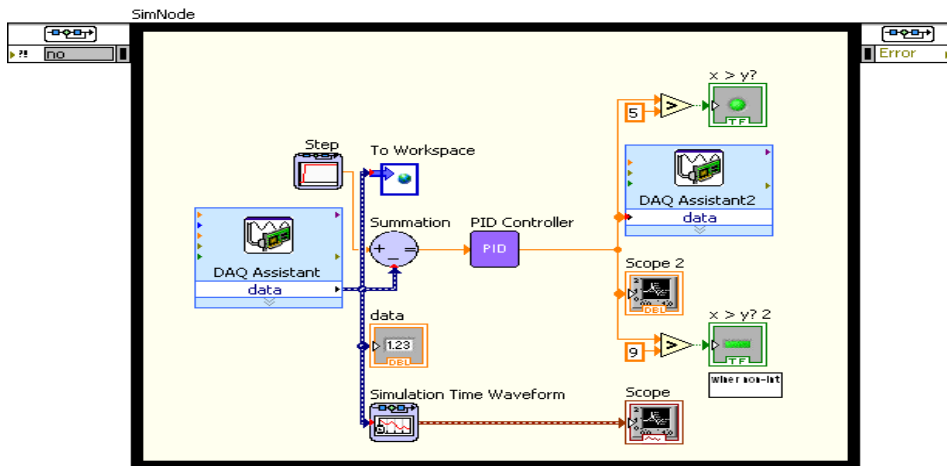 SimNode
?! no
Error
x > y?
5
TF
Step
To Workspace
DAQ Assistant2
data
Summation
PID Controller
PID
DAQ Assistant
data
Scope 2
DBL
data
1.23
DBL
x > y? 2
9
TF
Simulation Time Waveform
Scope